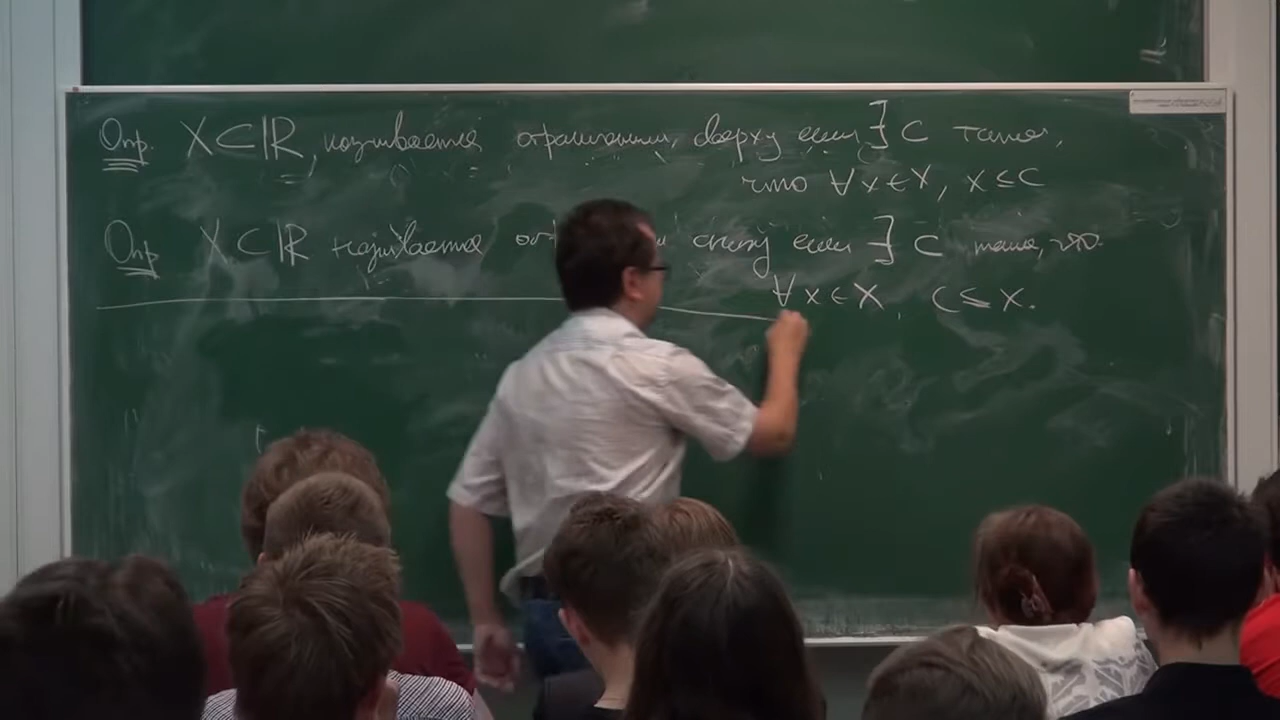 Опр. X⊂ℝ, называется ограниченным сверху если ∃ C такое,
что ∀x∈X, x≤C
Опр X⊂ℝ называется снизу если ∃ C такое, что
∀x∈X, C≤x.